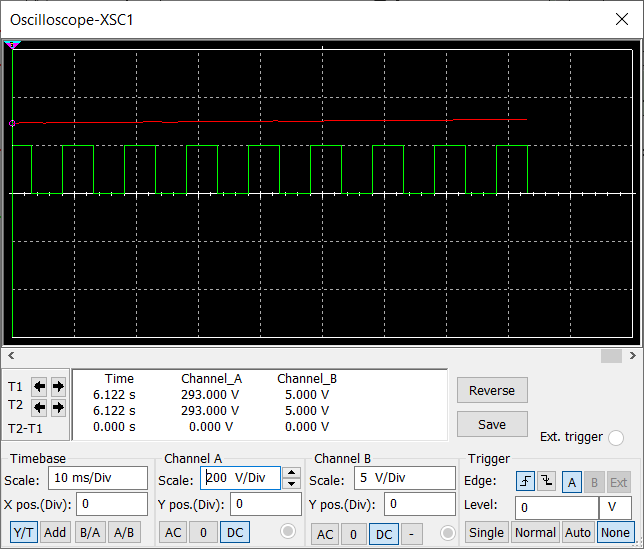 Oscilloscope-XSC1
T1
T2
T2-T1
Time Channel_A Channel_B
6.122 s 293.000 V 5.000 V
6.122 s 293.000 V 5.000 V
0.000 s 0.000 V 0.000 V
Reverse
Save
Ext. trigger
Timebase
Scale: 10 ms/Div
X pos.(Div): 0
Y/T Add B/A A/B
Channel A
Scale: 200 V/Div
Y pos.(Div): 0
AC 0 DC
Channel B
Scale: 5 V/Div
Y pos.(Div): 0
AC 0 DC -
Trigger
Edge: A B Ext
Level: 0 V
Single Normal Auto None